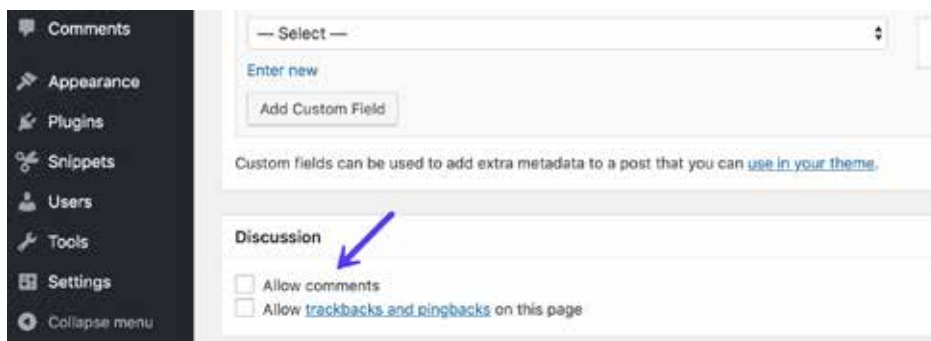 Comments
Appearance
Plugins
Snippets
Users
Tools
Settings
Collapse menu
— Select —
Enter new
Add Custom Field
Custom fields can be used to add extra metadata to a post that you can use in your theme.
Discussion
Allow comments
Allow trackbacks and pingbacks on this page